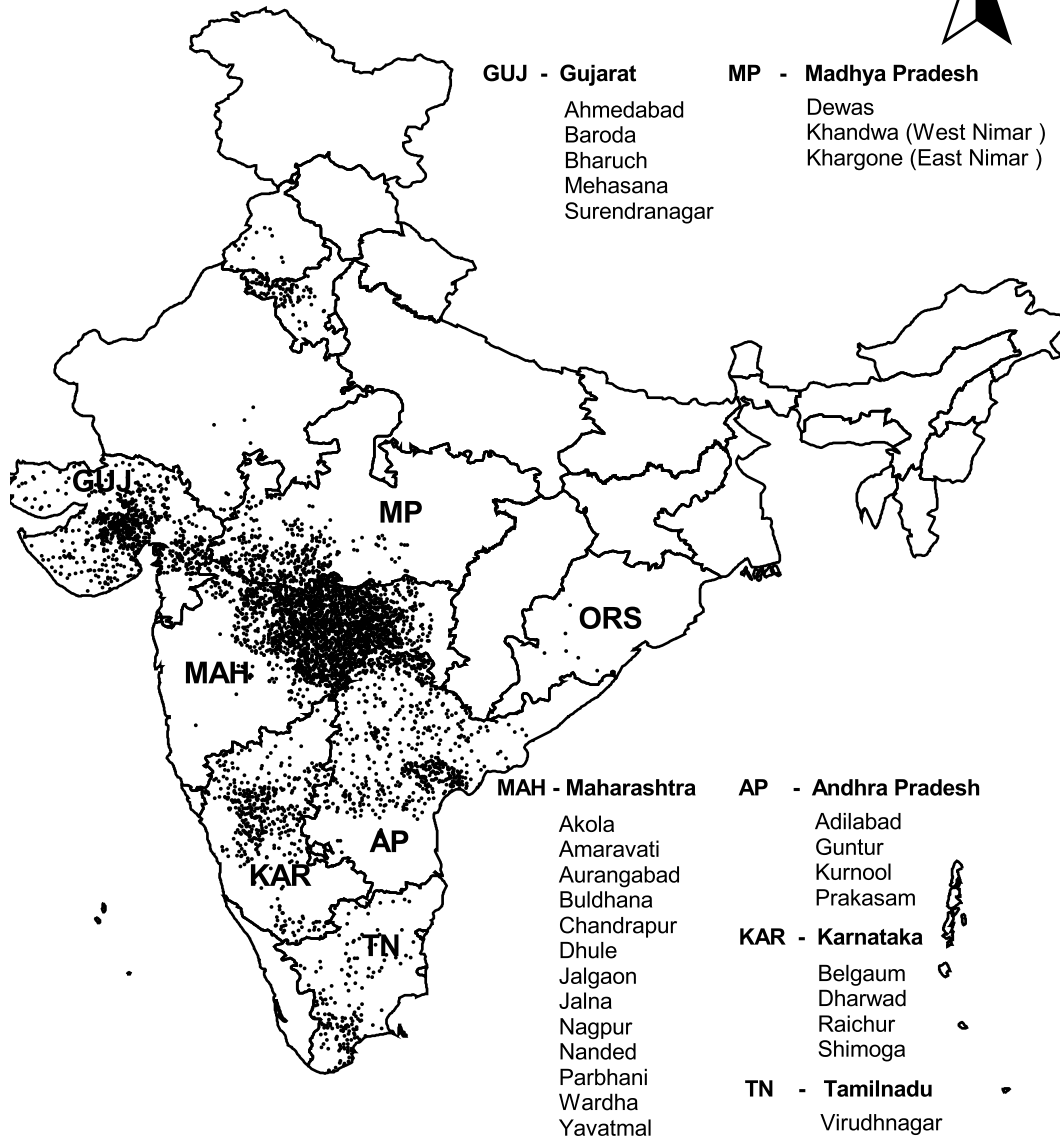 GUJ - Gujarat
Ahmedabad
Baroda
Bharuch
Mehasana
Surendranagar
MP - Madhya Pradesh
Dewas
Khandwa (West Nimar )
Khargone (East Nimar )
GUJ
MP
ORS
MAH
AP
KAR
TN
MAH - Maharashtra
Akola
Amaravati
Aurangabad
Buldhana
Chandrapur
Dhule
Jalgaon
Jalna
Nagpur
Nanded
Parbhani
Wardha
Yavatmal
AP - Andhra Pradesh
Adilabad
Guntur
Kurnool
Prakasam
KAR - Karnataka
Belgaum
Dharwad
Raichur
Shimoga
TN - Tamilnadu
Virudhnagar